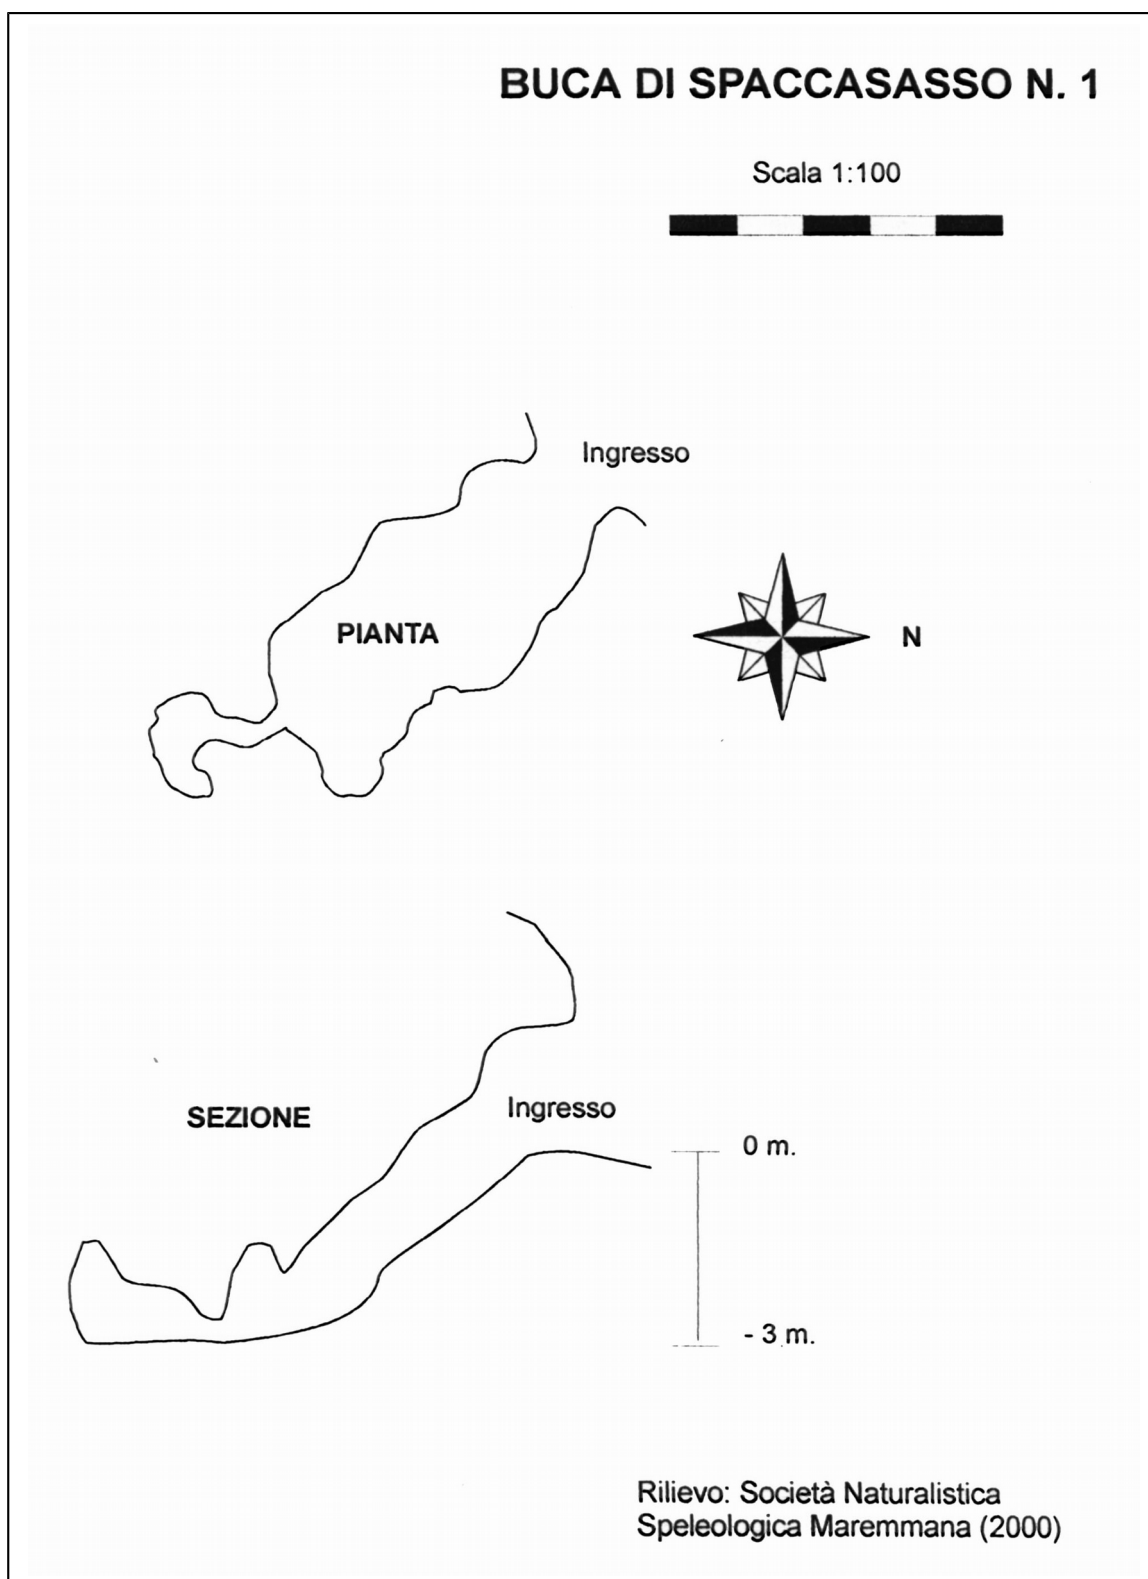 BUCA DI SPACCASASSO N. 1
Scala 1:100
Ingresso
PIANTA
N
SEZIONE
Ingresso
0 m.
- 3 m.
Rilievo: Società Naturalistica
Speleologica Maremmana (2000)